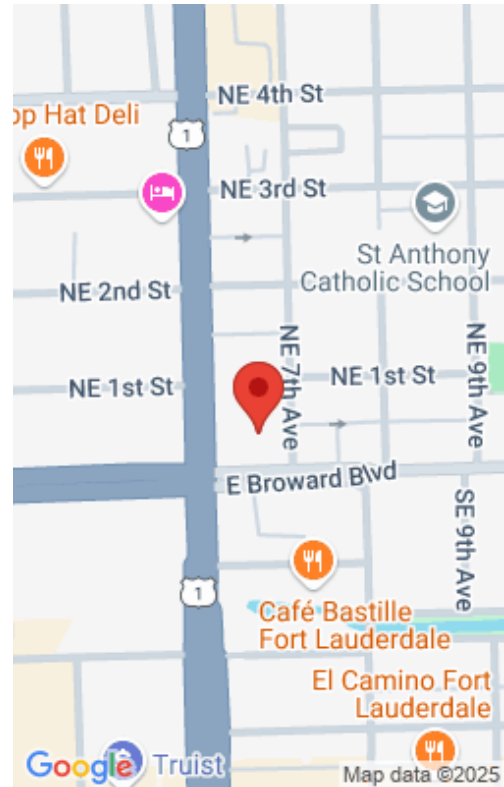 NE 4th St
op Hat Deli
1
NE 3rd St
St Anthony
Catholic School
NE 2nd St
NE 7th Ave
NE 9th Ave
NE 1st St
NE 1st St
E Broward Blvd
SE 9th Ave
1
Café Bastille
Fort Lauderdale
El Camino Fort
Lauderdale
Google
Truist
Map data ©2025